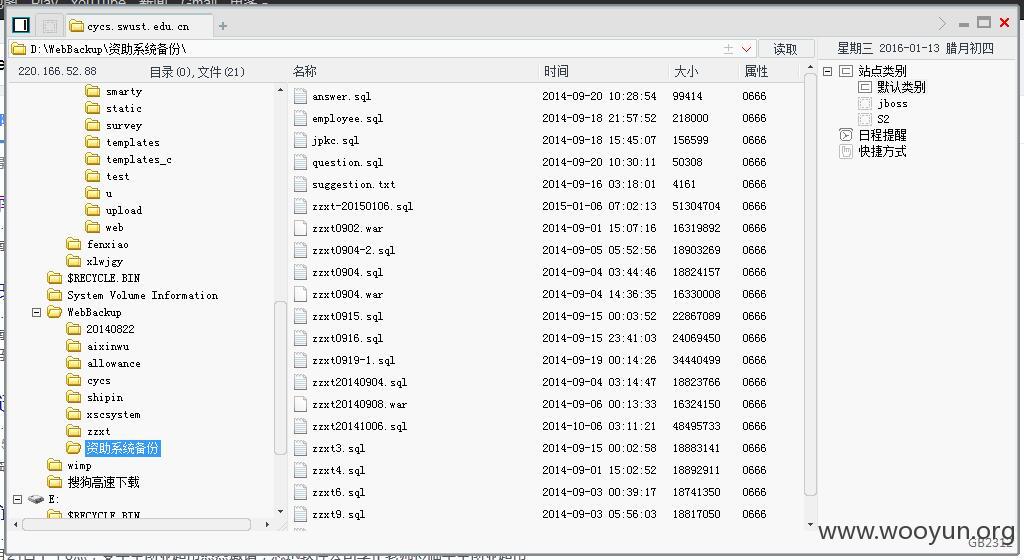 cycs.swust.edu.cn
D:\WebBackup\资助系统备份\
读取
星期三 2016-01-13 腊月初四
220.166.52.88 目录(0),文件(21)
名称 时间 大小 属性
smarty
static
survey
templates
templates_c
test
u
upload
web
fenxiao
xlwjgy
$RECYCLE.BIN
System Volume Information
WebBackup
20140822
aixinwu
allowance
cycs
shipin
xscsystem
zzxt
资助系统备份
wimp
搜狗高速下载
E:
$RECYCLE.BIN
answer.sql 2014-09-20 10:28:54 99414 0666
employee.sql 2014-09-18 21:57:52 218000 0666
jpkc.sql 2014-09-18 15:45:07 156599 0666
question.sql 2014-09-20 10:30:11 50308 0666
suggestion.txt 2014-09-16 03:18:01 4161 0666
zzxt-20150106.sql 2015-01-06 07:02:13 51304704 0666
zzxt0902.war 2014-09-01 15:07:16 16319892 0666
zzxt0904-2.sql 2014-09-05 05:52:56 18903269 0666
zzxt0904.sql 2014-09-04 03:44:46 18824157 0666
zzxt0904.war 2014-09-04 14:36:35 16330008 0666
zzxt0915.sql 2014-09-15 00:03:52 22867089 0666
zzxt0916.sql 2014-09-15 23:41:03 24069450 0666
zzxt0919-1.sql 2014-09-19 00:14:26 34440499 0666
zzxt20140904.sql 2014-09-04 03:14:47 18823766 0666
zzxt20140908.war 2014-09-06 00:13:33 16324150 0666
zzxt20141006.sql 2014-10-06 03:11:21 48495733 0666
zzxt3.sql 2014-09-15 00:02:58 18883141 0666
zzxt4.sql 2014-09-01 15:02:52 18892911 0666
zzxt6.sql 2014-09-03 00:39:17 18741350 0666
zzxt9.sql 2014-09-03 05:56:03 18817050 0666
站点类别
默认类别
jboss
S2
日程提醒
快捷方式
www.wooyun.org
GB2312